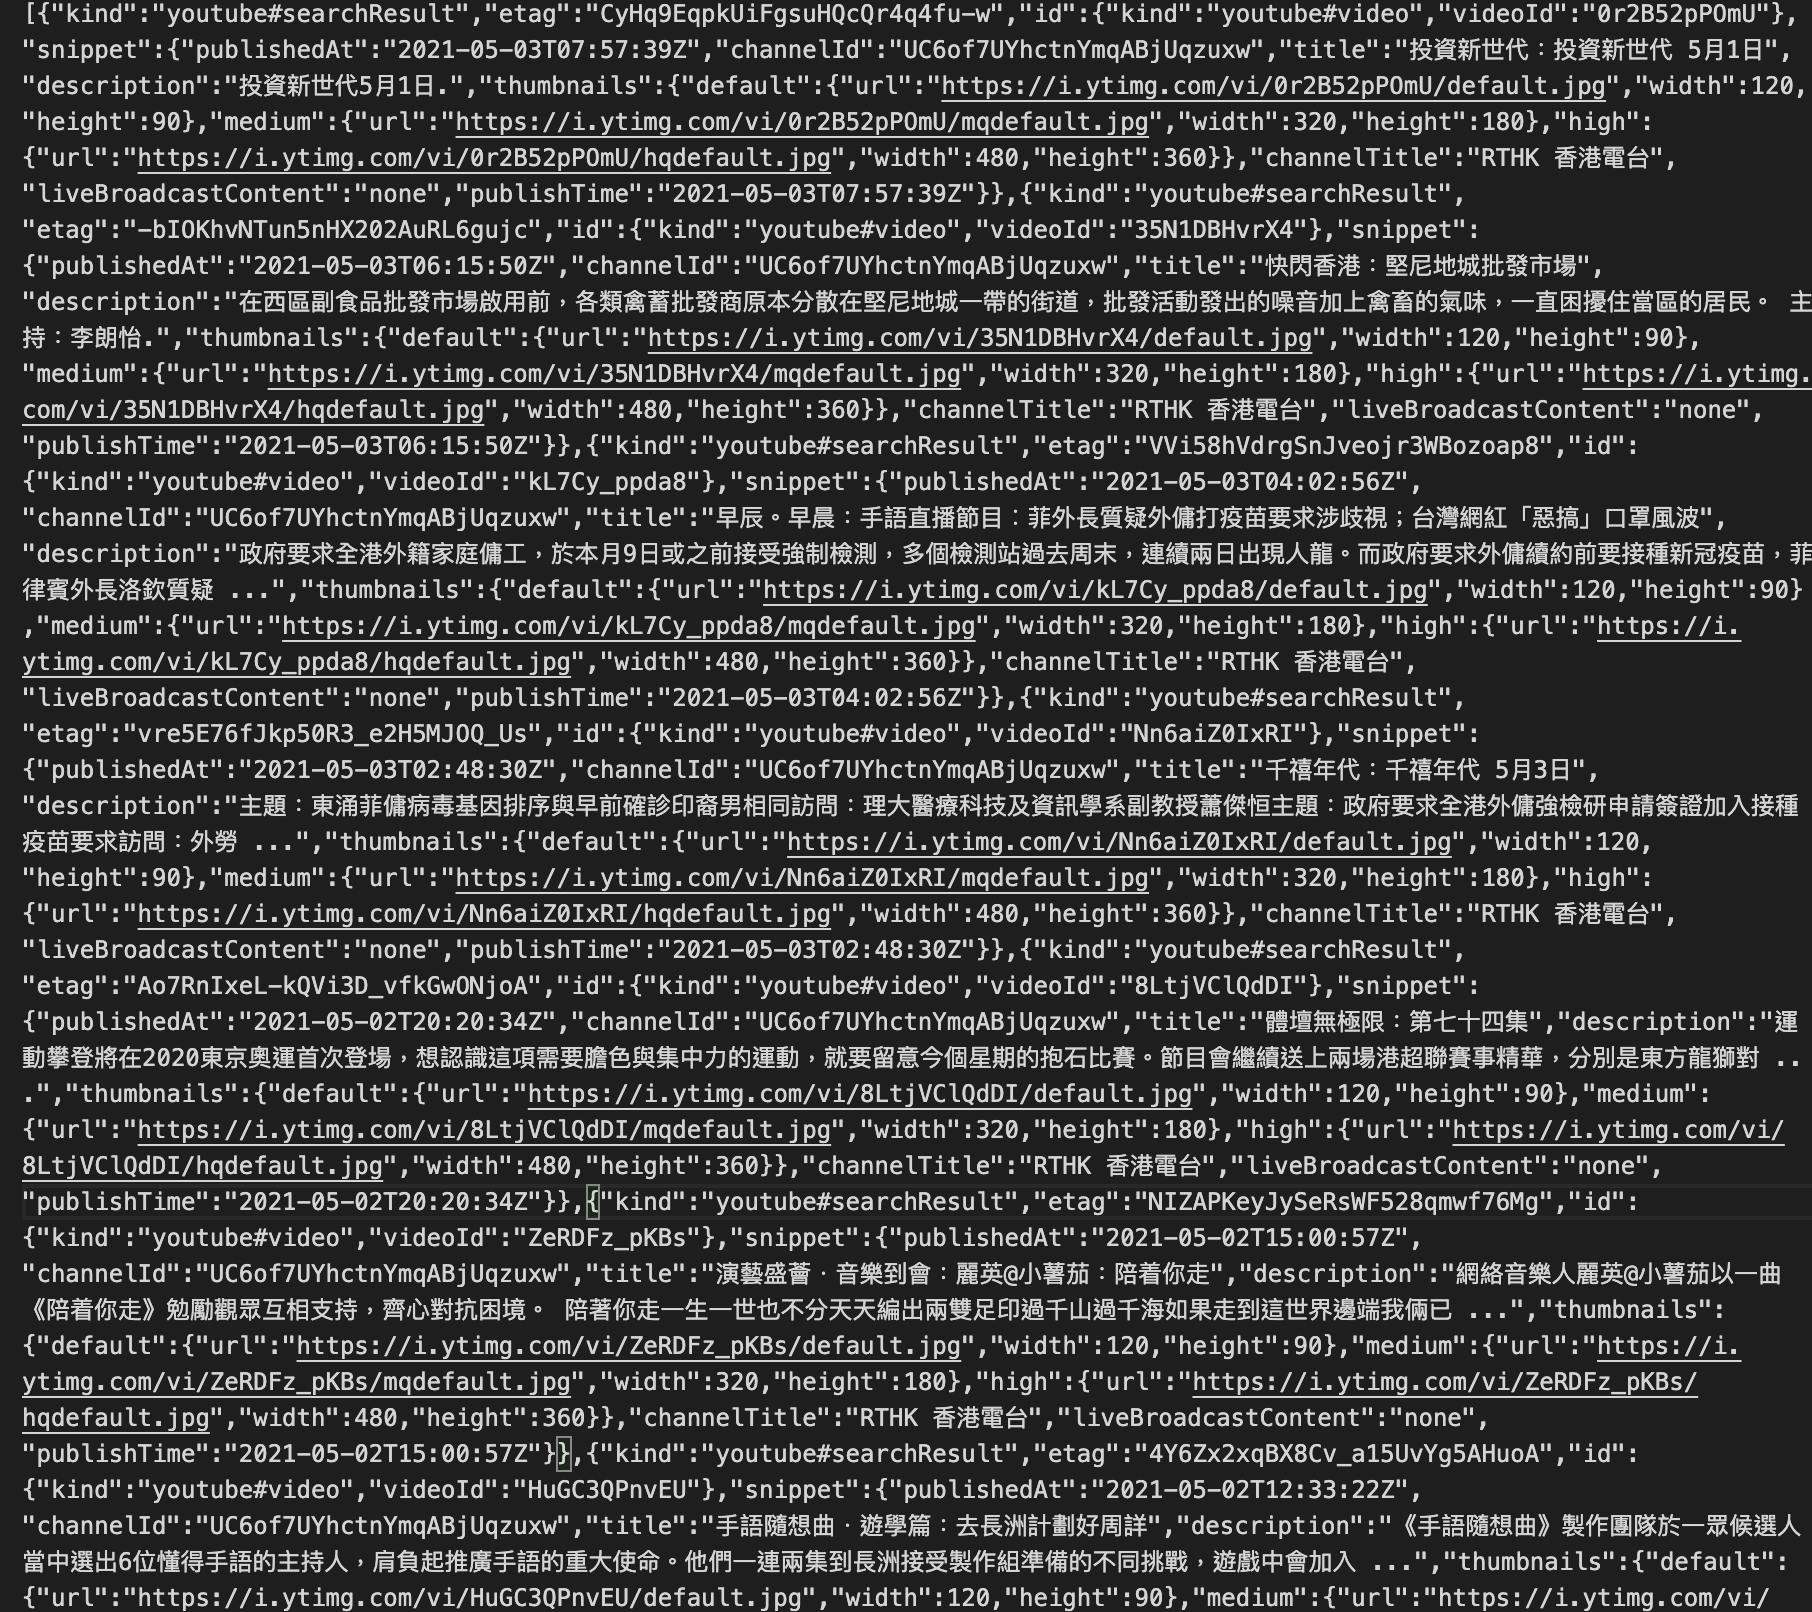 [{"kind":"youtube#searchResult","etag":"CyHq9EqpkUiFgsuHQcQr4q4fu-w","id":{"kind":"youtube#video","videoId":"0r2B52pPOmU"},
"snippet":{"publishedAt":"2021-05-03T07:57:39Z","channelId":"UC6of7UYhctnYmqABjUqzuxw","title":"投資新世代：投資新世代 5月1日",
"description":"投資新世代5月1日.","thumbnails":{"default":{"url":"https://i.ytimg.com/vi/0r2B52pPOmU/default.jpg","width":120,
"height":90},"medium":{"url":"https://i.ytimg.com/vi/0r2B52pPOmU/mqdefault.jpg","width":320,"height":180},"high":
{"url":"https://i.ytimg.com/vi/0r2B52pPOmU/hqdefault.jpg","width":480,"height":360}},"channelTitle":"RTHK 香港電台",
"liveBroadcastContent":"none","publishTime":"2021-05-03T07:57:39Z"}},{"kind":"youtube#searchResult",
"etag":"-bIOKhvNTun5nHX202AuRL6gujc","id":{"kind":"youtube#video","videoId":"35N1DBHvrX4"},"snippet":
{"publishedAt":"2021-05-03T06:15:50Z","channelId":"UC6of7UYhctnYmqABjUqzuxw","title":"快閃香港：堅尼地城批發市場",
"description":"在西區副食品批發市場啟用前，各類禽蓄批發商原本分散在堅尼地城一帶的街道，批發活動發出的噪音加上禽畜的氣味，一直困擾住當區的居民。 主
持：李朗怡.","thumbnails":{"default":{"url":"https://i.ytimg.com/vi/35N1DBHvrX4/default.jpg","width":120,"height":90},
"medium":{"url":"https://i.ytimg.com/vi/35N1DBHvrX4/mqdefault.jpg","width":320,"height":180},"high":{"url":"https://i.ytimg.
com/vi/35N1DBHvrX4/hqdefault.jpg","width":480,"height":360}},"channelTitle":"RTHK 香港電台","liveBroadcastContent":"none",
"publishTime":"2021-05-03T06:15:50Z"}},{"kind":"youtube#searchResult","etag":"VVi58hVdrgSnJveojr3WBozoap8","id":
{"kind":"youtube#video","videoId":"kL7Cy_ppda8"},"snippet":{"publishedAt":"2021-05-03T04:02:56Z",
"channelId":"UC6of7UYhctnYmqABjUqzuxw","title":"早辰。早晨：手語直播節目：菲外長質疑外傭打疫苗要求涉歧視；台灣網紅「惡搞」口罩風波",
"description":"政府要求全港外籍家庭傭工，於本月9日或之前接受強制檢測，多個檢測站過去周末，連續兩日出現人龍。而政府要求外傭續約前要接種新冠疫苗，菲
律賓外長洛欽質疑 ...","thumbnails":{"default":{"url":"https://i.ytimg.com/vi/kL7Cy_ppda8/default.jpg","width":120,"height":90}
,"medium":{"url":"https://i.ytimg.com/vi/kL7Cy_ppda8/mqdefault.jpg","width":320,"height":180},"high":{"url":"https://i.
ytimg.com/vi/kL7Cy_ppda8/hqdefault.jpg","width":480,"height":360}},"channelTitle":"RTHK 香港電台",
"liveBroadcastContent":"none","publishTime":"2021-05-03T04:02:56Z"}},{"kind":"youtube#searchResult",
"etag":"vre5E76fJkp50R3_e2H5MJOQ_Us","id":{"kind":"youtube#video","videoId":"Nn6aiZ0IxRI"},"snippet":
{"publishedAt":"2021-05-03T02:48:30Z","channelId":"UC6of7UYhctnYmqABjUqzuxw","title":"千禧年代：千禧年代 5月3日",
"description":"主題：東涌菲傭病毒基因排序與早前確診印裔男相同訪問：理大醫療科技及資訊學系副教授蕭傑恒主題：政府要求全港外傭強檢研申請簽證加入接種
疫苗要求訪問：外勞 ...","thumbnails":{"default":{"url":"https://i.ytimg.com/vi/Nn6aiZ0IxRI/default.jpg","width":120,
"height":90},"medium":{"url":"https://i.ytimg.com/vi/Nn6aiZ0IxRI/mqdefault.jpg","width":320,"height":180},"high":
{"url":"https://i.ytimg.com/vi/Nn6aiZ0IxRI/hqdefault.jpg","width":480,"height":360}},"channelTitle":"RTHK 香港電台",
"liveBroadcastContent":"none","publishTime":"2021-05-03T02:48:30Z"}},{"kind":"youtube#searchResult",
"etag":"Ao7RnIxeL-kQVi3D_vfkGwONjoA","id":{"kind":"youtube#video","videoId":"8LtjVClQdDI"},"snippet":
{"publishedAt":"2021-05-02T20:20:34Z","channelId":"UC6of7UYhctnYmqABjUqzuxw","title":"體壇無極限：第七十四集","description":"運
動攀登將在2020東京奧運首次登場，想認識這項需要膽色與集中力的運動，就要留意今個星期的抱石比賽。節目會繼續送上兩場港超聯賽事精華，分別是東方龍獅對 ..
.","thumbnails":{"default":{"url":"https://i.ytimg.com/vi/8LtjVClQdDI/default.jpg","width":120,"height":90},"medium":
{"url":"https://i.ytimg.com/vi/8LtjVClQdDI/mqdefault.jpg","width":320,"height":180},"high":{"url":"https://i.ytimg.com/vi/
8LtjVClQdDI/hqdefault.jpg","width":480,"height":360}},"channelTitle":"RTHK 香港電台","liveBroadcastContent":"none",
"publishTime":"2021-05-02T20:20:34Z"}},{"kind":"youtube#searchResult","etag":"NIZAPKeyJySeRsWF528qmwf76Mg","id":
{"kind":"youtube#video","videoId":"ZeRDFz_pKBs"},"snippet":{"publishedAt":"2021-05-02T15:00:57Z",
"channelId":"UC6of7UYhctnYmqABjUqzuxw","title":"演藝盛薈．音樂到會：麗英@小薯茄：陪着你走","description":"網絡音樂人麗英@小薯茄以一曲
《陪着你走》勉勵觀眾互相支持，齊心對抗困境。 陪著你走一生一世也不分天天編出兩雙足印過千山過千海如果走到這世界邊端我倆已 ...","thumbnails":
{"default":{"url":"https://i.ytimg.com/vi/ZeRDFz_pKBs/default.jpg","width":120,"height":90},"medium":{"url":"https://i.
ytimg.com/vi/ZeRDFz_pKBs/mqdefault.jpg","width":320,"height":180},"high":{"url":"https://i.ytimg.com/vi/ZeRDFz_pKBs/
hqdefault.jpg","width":480,"height":360}},"channelTitle":"RTHK 香港電台","liveBroadcastContent":"none",
"publishTime":"2021-05-02T15:00:57Z"}},{"kind":"youtube#searchResult","etag":"4Y6Zx2xqBX8Cv_a15UvYg5AHuoA","id":
{"kind":"youtube#video","videoId":"HuGC3QPnvEU"},"snippet":{"publishedAt":"2021-05-02T12:33:22Z",
"channelId":"UC6of7UYhctnYmqABjUqzuxw","title":"手語隨想曲．遊學篇：去長洲計劃好周詳","description":"《手語隨想曲》製作團隊於一眾候選人
當中選出6位懂得手語的主持人，肩負起推廣手語的重大使命。他們一連兩集到長洲接受製作組準備的不同挑戰，遊戲中會加入 ...","thumbnails":{"default":
{"url":"https://i.ytimg.com/vi/HuGC3QPnvEU/default.jpg","width":120,"height":90},"medium":{"url":"https://i.ytimg.com/vi/